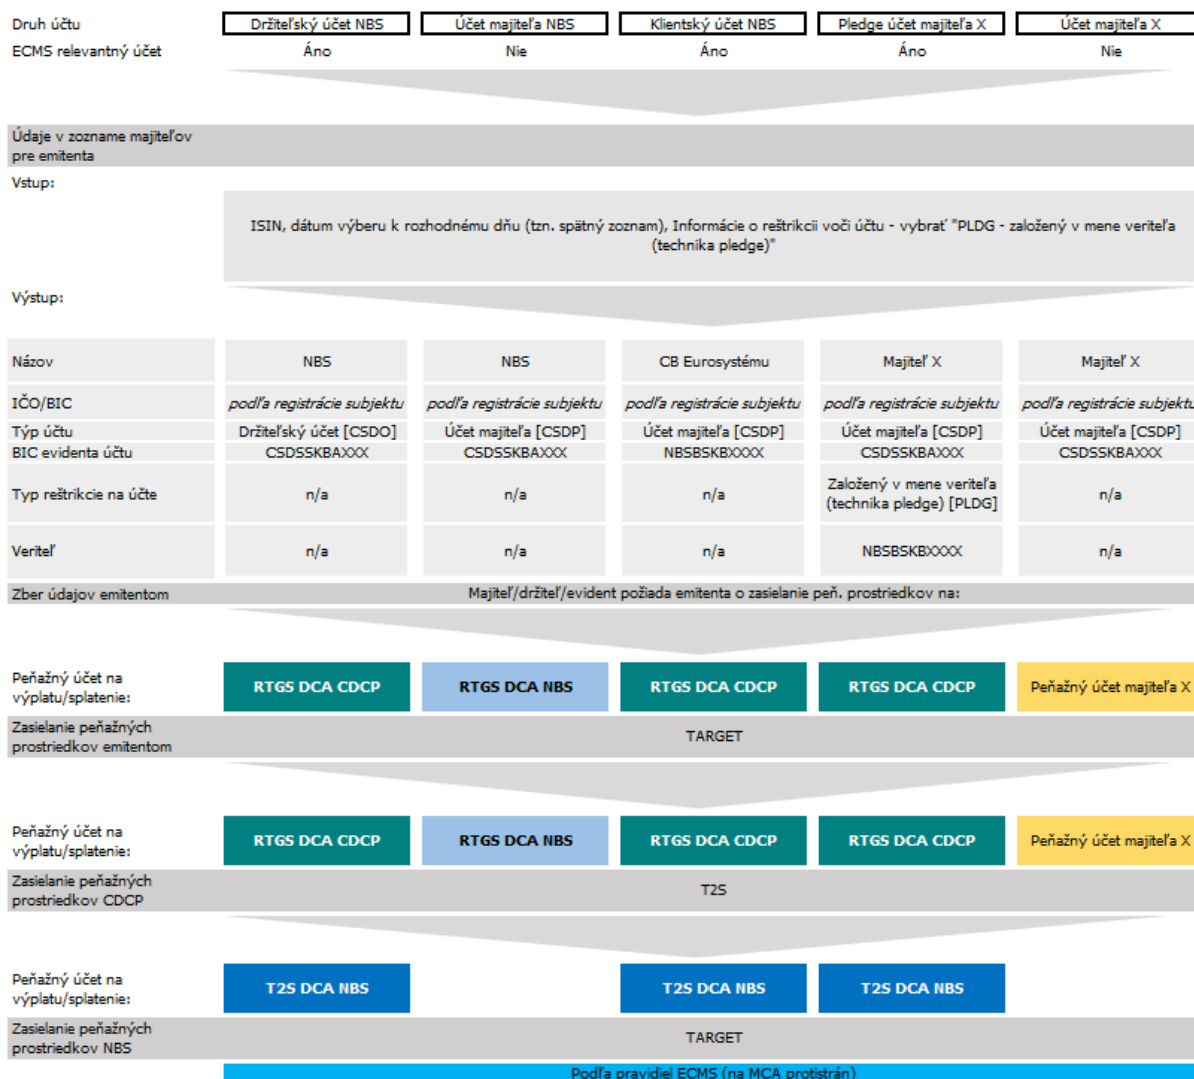 Druh účtu Držiteľský účet NBS Účet majiteľa NBS Klientský účet NBS Pledge účet majiteľa X Účet majiteľa X
ECMS relevantný účet Áno Nie Áno Áno Nie
Údaje v zozname majiteľov
pre emitenta
Vstup:
ISIN, dátum výberu k rozhodnému dňu (tzn. spätný zoznam), Informácie o reštrikcii voči účtu - vybrať "PLDG - založený v mene veriteľa
(technika pledge)"
Výstup:
Názov NBS NBS CB Eurosystému Majiteľ X Majiteľ X
IČO/BIC podľa registrácie subjektu podľa registrácie subjektu podľa registrácie subjektu podľa registrácie subjektu podľa registrácie subjektu
Týp účtu Držiteľský účet [CSDO] Účet majiteľa [CSDP] Účet majiteľa [CSDP] Účet majiteľa [CSDP] Účet majiteľa [CSDP]
BIC evidenta účtu CSDSSKBAXXX CSDSSKBAXXX NBSBSKBXXXX CSDSSKBAXXX CSDSSKBAXXX
Typ reštrikcie na účte n/a n/a n/a Založený v mene veriteľa
(technika pledge) [PLDG] n/a
Veriteľ n/a n/a n/a NBSBSKBXXXX n/a
Zber údajov emitentom Majiteľ/držiteľ/evident požiada emitenta o zasielanie peň. prostriedkov na:
Peňažný účet na
výplatu/splatenie: RTGS DCA CDCP RTGS DCA NBS RTGS DCA CDCP RTGS DCA CDCP Peňažný účet majiteľa X
Zasielanie peňažných
prostriedkov emitentom TARGET
Peňažný účet na
výplatu/splatenie: RTGS DCA CDCP RTGS DCA NBS RTGS DCA CDCP RTGS DCA CDCP Peňažný účet majiteľa X
Zasielanie peňažných
prostriedkov CDCP T2S
Peňažný účet na
výplatu/splatenie: T2S DCA NBS T2S DCA NBS T2S DCA NBS
Zasielanie peňažných
prostriedkov NBS TARGET
Podľa pravidiel ECMS (na MCA protistrán)